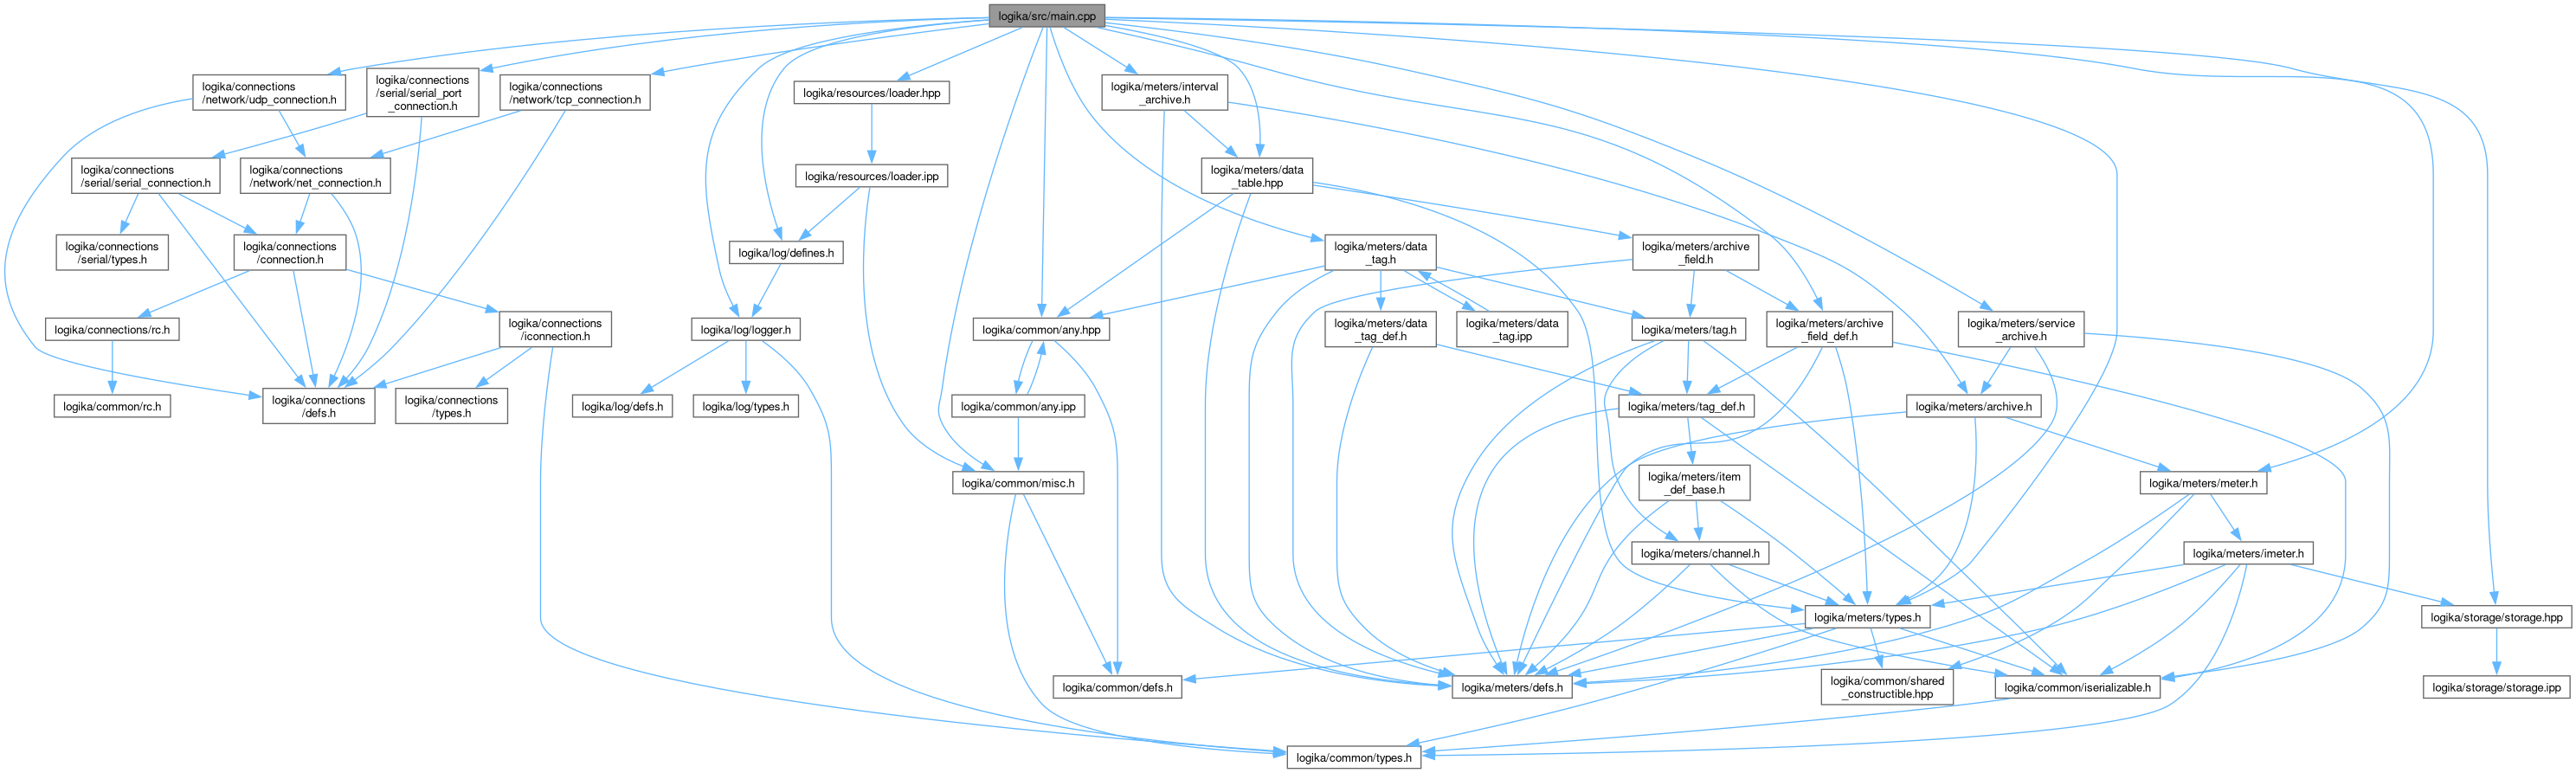 logika/src/main.cpp
logika/connections
/network/udp_connection.h
logika/connections
/serial/serial_port
_connection.h
logika/connections
/network/tcp_connection.h
logika/resources/loader.hpp
logika/meters/interval
_archive.h
logika/connections
/serial/serial_connection.h
logika/connections
/network/net_connection.h
logika/resources/loader.ipp
logika/meters/data
_table.hpp
logika/connections
/serial/types.h
logika/connections
/connection.h
logika/log/defines.h
logika/meters/data
_tag.h
logika/meters/archive
_field.h
logika/connections/rc.h
logika/connections
/iconnection.h
logika/log/logger.h
logika/common/any.hpp
logika/meters/data
_tag_def.h
logika/meters/data
_tag.ipp
logika/meters/tag.h
logika/meters/archive
_field_def.h
logika/meters/service
_archive.h
logika/common/rc.h
logika/connections
/defs.h
logika/connections
/types.h
logika/log/defs.h
logika/log/types.h
logika/common/any.ipp
logika/meters/tag_def.h
logika/meters/archive.h
logika/common/misc.h
logika/meters/item
_def_base.h
logika/meters/meter.h
logika/meters/channel.h
logika/meters/imeter.h
logika/meters/types.h
logika/storage/storage.hpp
logika/common/defs.h
logika/meters/defs.h
logika/common/shared
_constructible.hpp
logika/common/iserializable.h
logika/storage/storage.ipp
logika/common/types.h